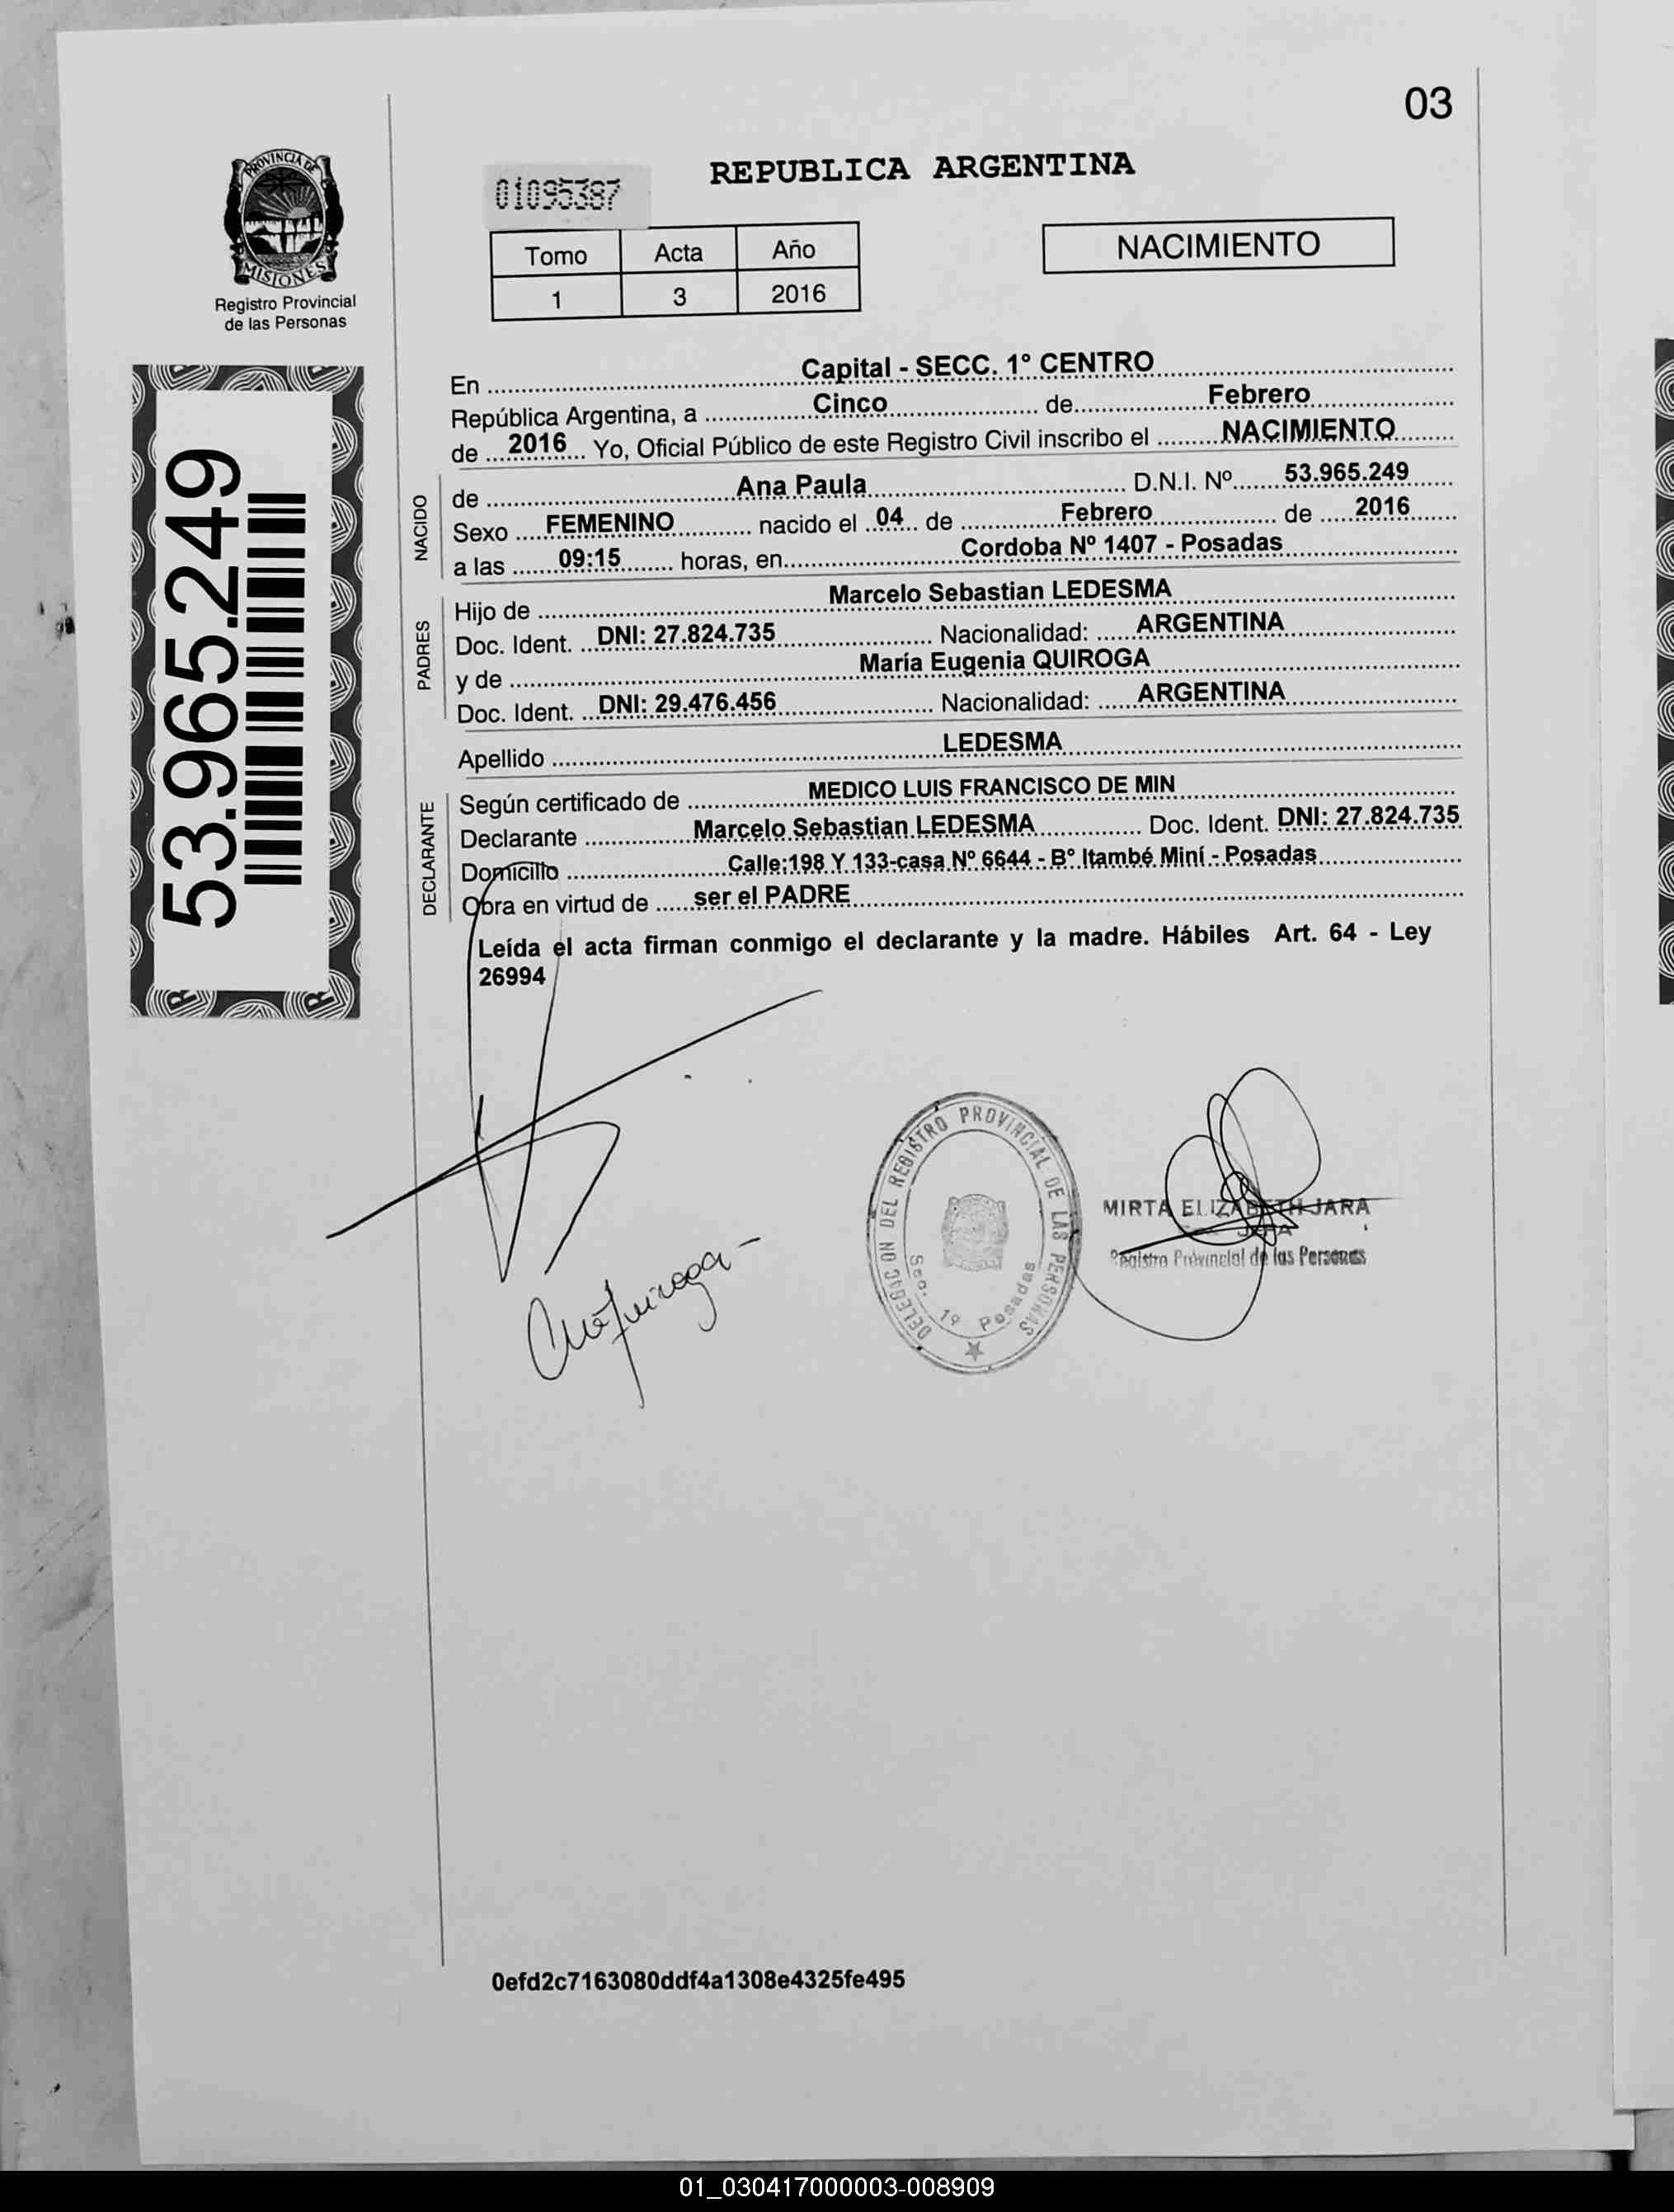 03
PROVINCIA DE
MISIONES
Registro Provincial
de las Personas
01095387
REPUBLICA ARGENTINA
Tomo Acta Año
1 3 2016
NACIMIENTO
53.965.249
En Capital - SECC. 1° CENTRO
República Argentina, a Cinco de Febrero
de 2016 Yo, Oficial Público de este Registro Civil inscribo el NACIMIENTO
NACIDO
de Ana Paula D.N.I. Nº 53.965.249
Sexo FEMENINO nacido el 04 de Febrero de 2016
a las 09:15 horas, en Cordoba Nº 1407 - Posadas
PADRES
Hijo de Marcelo Sebastian LEDESMA
Doc. Ident. DNI: 27.824.735 Nacionalidad: ARGENTINA
y de María Eugenia QUIROGA
Doc. Ident. DNI: 29.476.456 Nacionalidad: ARGENTINA
Apellido LEDESMA
DECLARANTE
Según certificado de MEDICO LUIS FRANCISCO DE MIN
Declarante Marcelo Sebastian LEDESMA Doc. Ident. DNI: 27.824.735
Domicilio Calle:198 Y 133-casa Nº 6644 - Bº Itambé Miní - Posadas
Obra en virtud de ser el PADRE
Leída el acta firman conmigo el declarante y la madre. Hábiles Art. 64 - Ley
26994
DELEGACION DEL REGISTRO PROVINCIAL DE LAS PERSONAS
Sec. 1º Posadas
MIRTA ELIZABETH JARA
Registro Provincial de las Personas
0efd2c7163080ddf4a1308e4325fe495
01_030417000003-008909